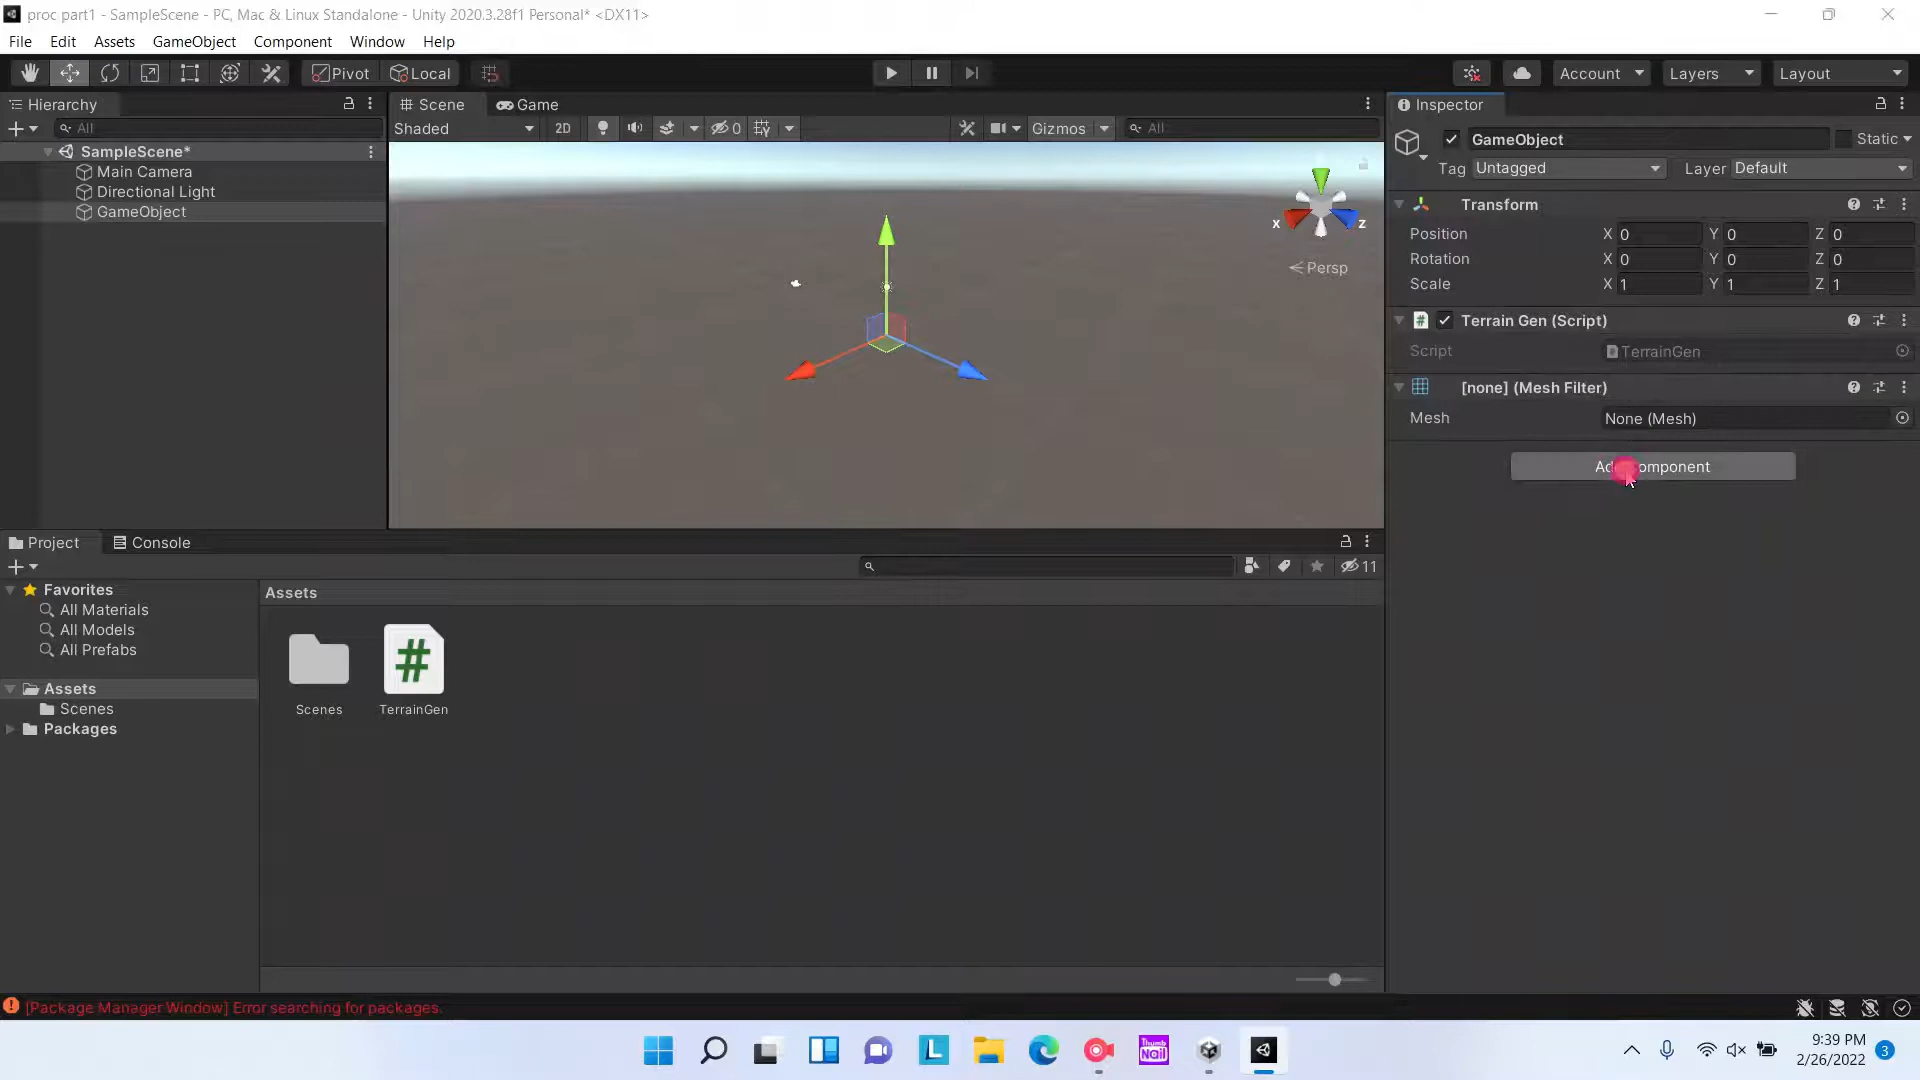 proc part1 - SampleScene - PC, Mac & Linux Standalone - Unity 2020.3.28f1 Personal* <DX11>
File Edit Assets GameObject Component Window Help
Pivot Local Account Layers Layout
Hierarchy
All
SampleScene*
Main Camera
Directional Light
GameObject
Scene Game
Shaded 2D 0 Gizmos All
x z
Persp
Inspector
GameObject Static
Tag Untagged Layer Default
Transform
Position X 0 Y 0 Z 0
Rotation X 0 Y 0 Z 0
Scale X 1 Y 1 Z 1
# Terrain Gen (Script)
Script TerrainGen
[none] (Mesh Filter)
Mesh None (Mesh)
Add Component
Project Console
11
Favorites
All Materials
All Models
All Prefabs
Assets
Scenes
Packages
Assets
#
Scenes TerrainGen
[Package Manager Window] Error searching for packages.
L
Thumb
Nail
9:39 PM
2/26/2022
3